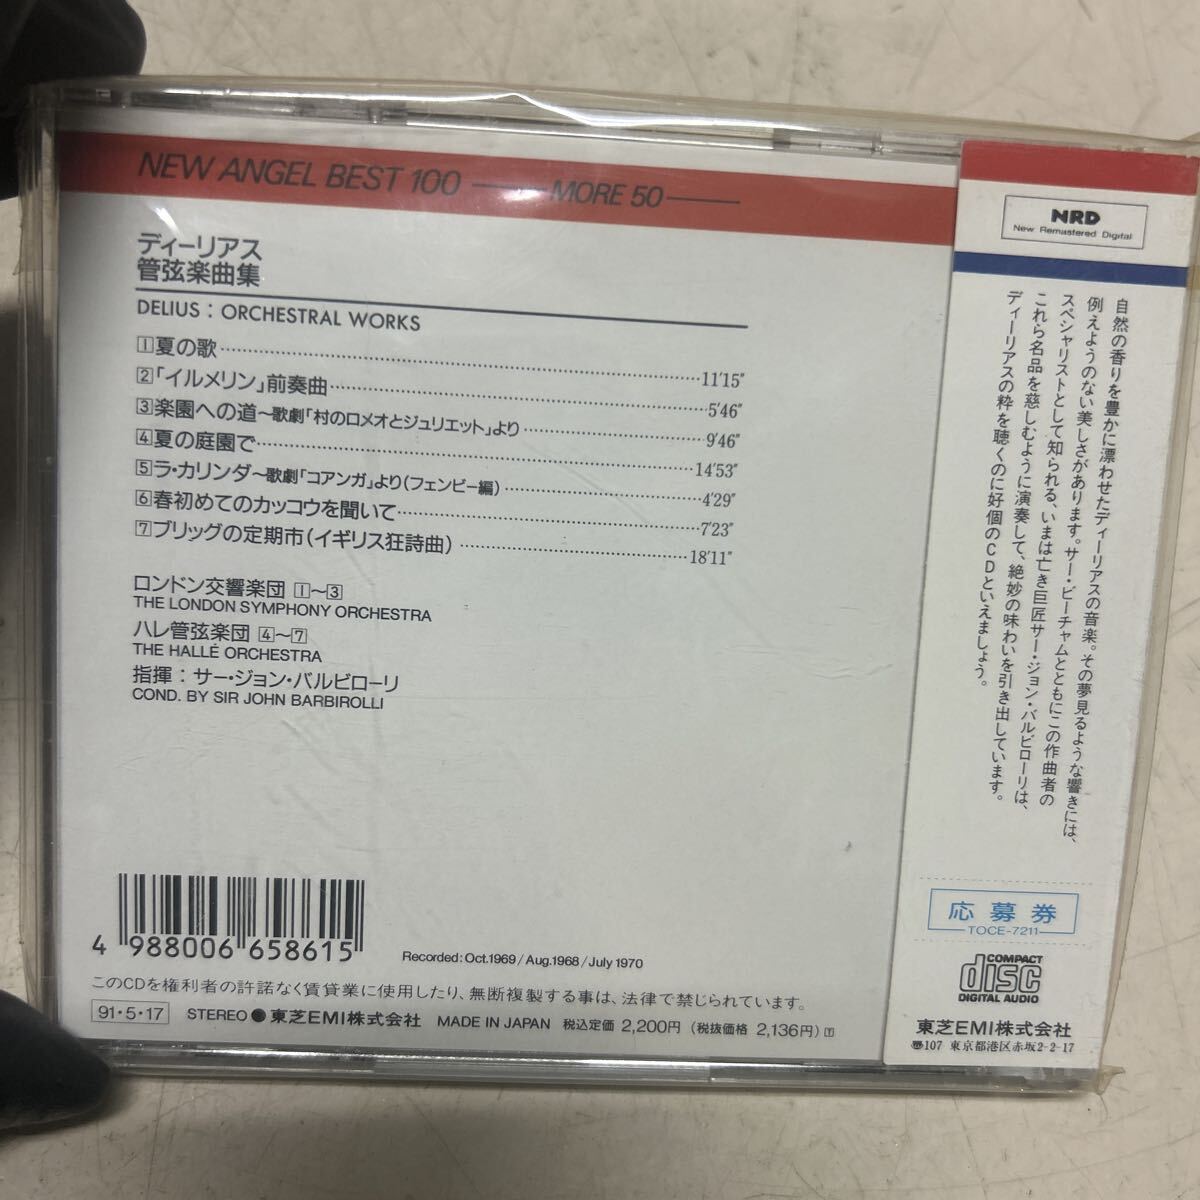 NEW ANGEL BEST 100 —— MORE 50 ——
ディーリアス
管弦楽曲集
DELIUS : ORCHESTRAL WORKS
1 夏の歌 11'15"
2 「イルメリン」前奏曲 5'46"
3 楽園への道〜歌劇「村のロメオとジュリエット」より 9'46"
4 夏の庭園で 14'53"
5 ラ・カリンダ〜歌劇「コアンガ」より(フェンビー編) 4'29"
6 春初めてのカッコウを聞いて 7'23"
7 ブリッグの定期市(イギリス狂詩曲) 18'11"
ロンドン交響楽団 1〜3
THE LONDON SYMPHONY ORCHESTRA
ハレ管弦楽団 4〜7
THE HALLÉ ORCHESTRA
指揮:サー・ジョン・バルビローリ
COND. BY SIR JOHN BARBIROLLI
4 988006 658615
Recorded: Oct.1969 / Aug.1968 / July 1970
このCDを権利者の許諾なく賃貸業に使用したり、無断複製する事は、法律で禁じられています。
91・5・17 STEREO ● 東芝EMI株式会社 MADE IN JAPAN 税込定価 2,200円 (税抜価格 2,136円) Ⓣ
NRD
New Remastered Digital
自然の香りを豊かに漂わせたディーリアスの音楽。その夢見るような響きには、
例えようのない美しさがあります。サー・ビーチャムとともにこの作曲者の
スペシャリストとして知られる、いまは亡き巨匠サー・ジョン・バルビローリは、
これら名品を慈しむように演奏して、絶妙の味わいを引き出しています。
ディーリアスの粋を聴くのに好個のCDといえましょう。
応募券
TOCE-7211
COMPACT
disc
DIGITAL AUDIO
東芝EMI株式会社
〠107 東京都港区赤坂2-2-17